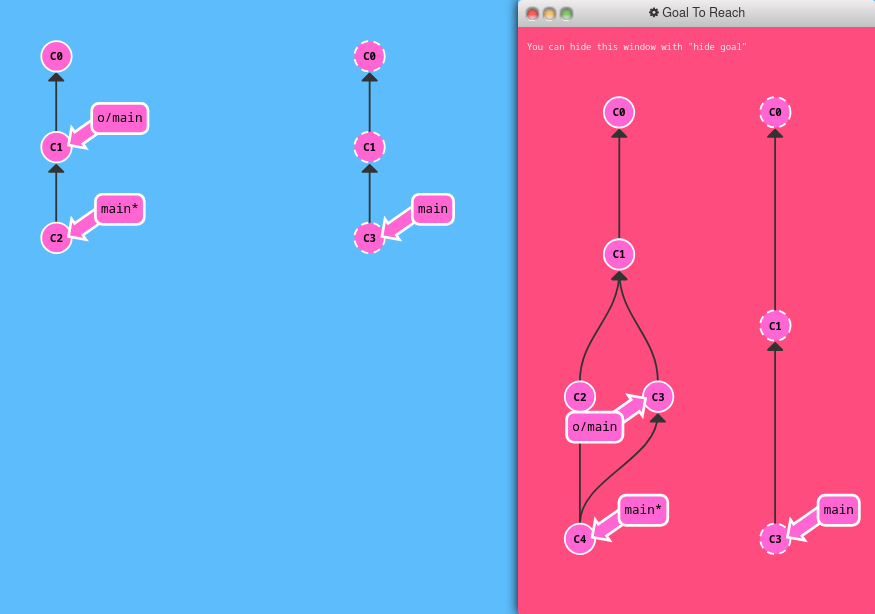 C0
o/main
C1
main*
C2
C0
C1
main
C3
Goal To Reach
You can hide this window with "hide goal"
C0
C1
C2
C3
o/main
main*
C4
C0
C1
main
C3